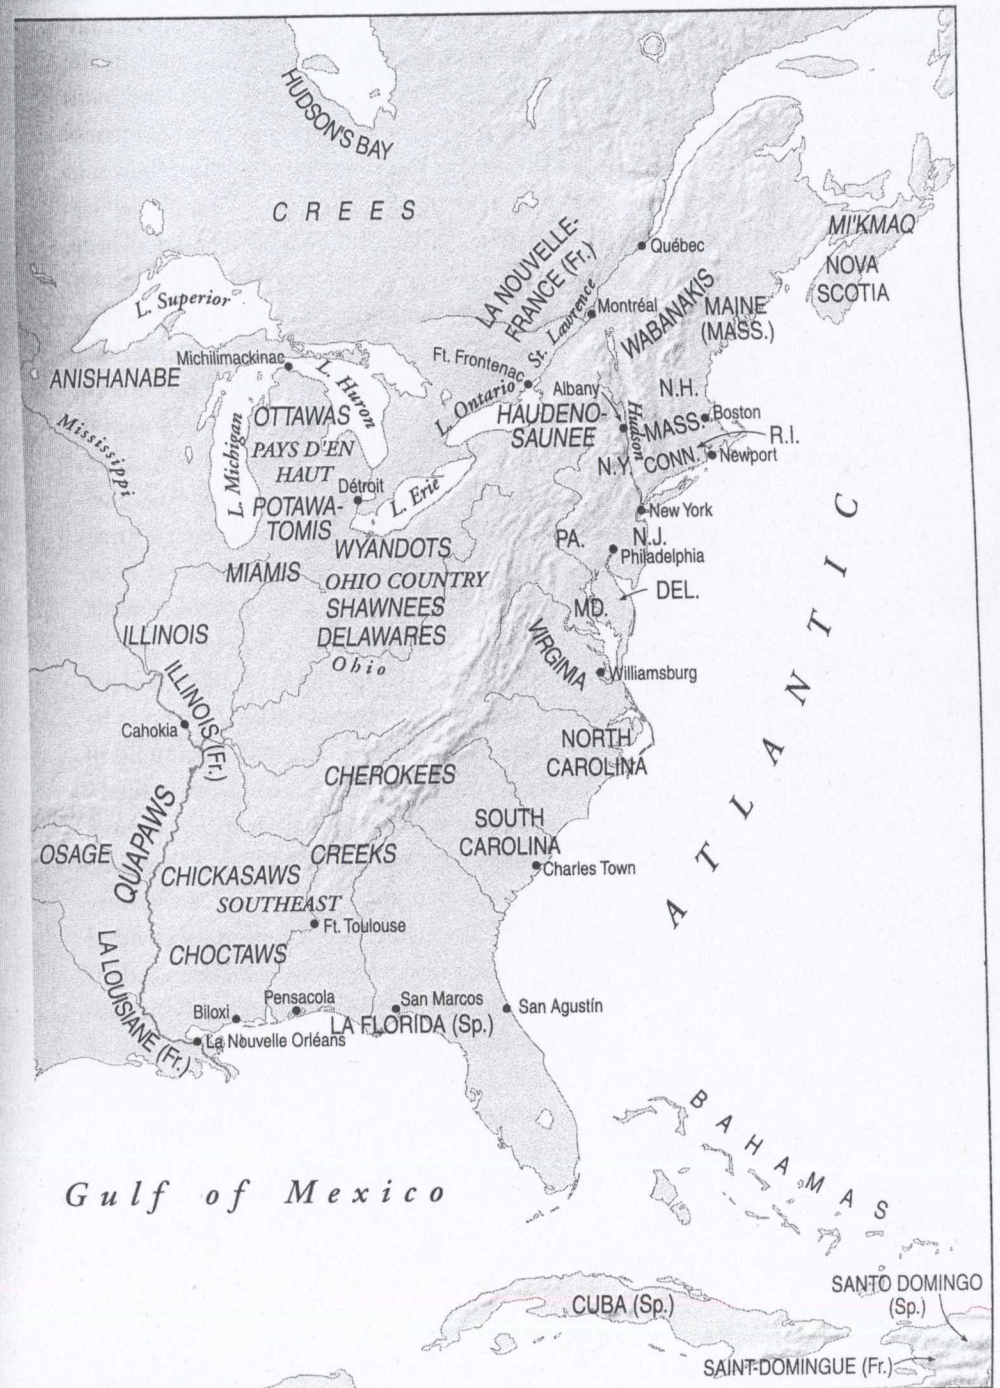 HUDSON'S BAY
CREES
MI'KMAQ
NOVA
SCOTIA
Québec
LA NOUVELLE-
FRANCE (Fr.)
St. Lawrence
Montréal
WABANAKIS
MAINE
(MASS.)
L. Superior
Michilimackinac
ANISHANABE
L. Huron
Ft. Frontenac
L. Ontario
Albany
N.H.
OTTAWAS
HAUDENO-
SAUNEE
Hudson
MASS.
Boston
R.I.
Mississippi
L. Michigan
PAYS D'EN
HAUT
N.Y.
CONN.
Newport
Détroit
L. Erie
POTAWA-
TOMIS
New York
WYANDOTS
PA.
N.J.
Philadelphia
MIAMIS
OHIO COUNTRY
SHAWNEES
DELAWARES
Ohio
MD.
DEL.
ILLINOIS
VIRGINIA
Williamsburg
ILLINOIS (Fr.)
Cahokia
ATLANTIC
NORTH
CAROLINA
CHEROKEES
QUAPAWS
SOUTH
CAROLINA
Charles Town
OSAGE
CREEKS
CHICKASAWS
SOUTHEAST
Ft. Toulouse
CHOCTAWS
LA LOUISIANE (Fr.)
Biloxi
Pensacola
San Marcos
San Agustín
LA FLORIDA (Sp.)
La Nouvelle Orléans
BAHAMAS
Gulf of Mexico
CUBA (Sp.)
SANTO DOMINGO
(Sp.)
SAINT-DOMINGUE (Fr.)